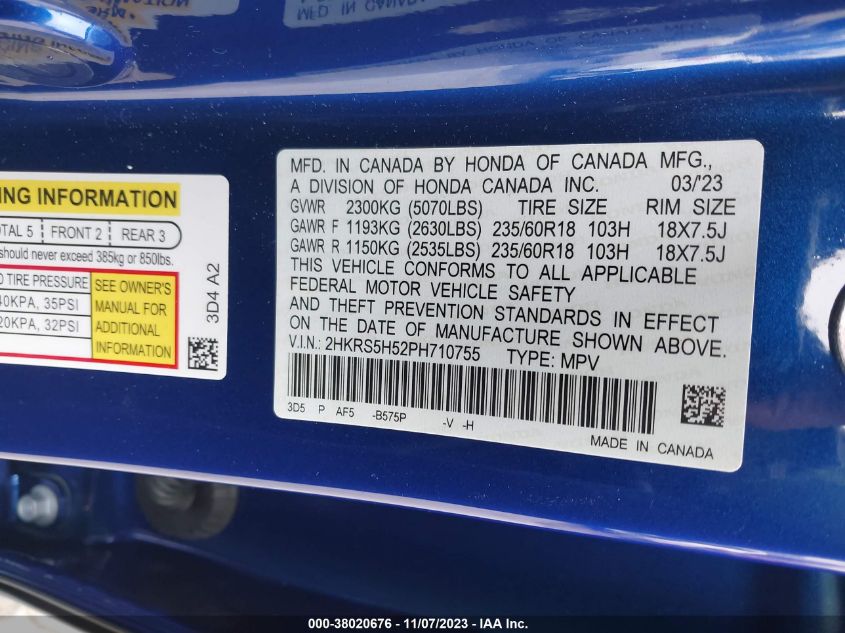 MFD. IN CANADA BY HONDA OF CANADA MFG.,
A DIVISION OF HONDA CANADA INC. 03/'23
GVWR 2300KG (5070LBS) TIRE SIZE RIM SIZE
GAWR F 1193KG (2630LBS) 235/60R18 103H 18X7.5J
GAWR R 1150KG (2535LBS) 235/60R18 103H 18X7.5J
THIS VEHICLE CONFORMS TO ALL APPLICABLE
FEDERAL MOTOR VEHICLE SAFETY
AND THEFT PREVENTION STANDARDS IN EFFECT
ON THE DATE OF MANUFACTURE SHOWN ABOVE.
V.I.N.: 2HKRS5H52PH710755 TYPE: MPV
3D5 P AF5 -B575P -V -H
MADE IN CANADA
ING INFORMATION
TOTAL 5 FRONT 2 REAR 3
should never exceed 385kg or 850lbs.
TIRE PRESSURE
40KPA, 35PSI
20KPA, 32PSI
SEE OWNER'S
MANUAL FOR
ADDITIONAL
INFORMATION
3D4 A2
000-38020676 - 11/07/2023 - IAA Inc.